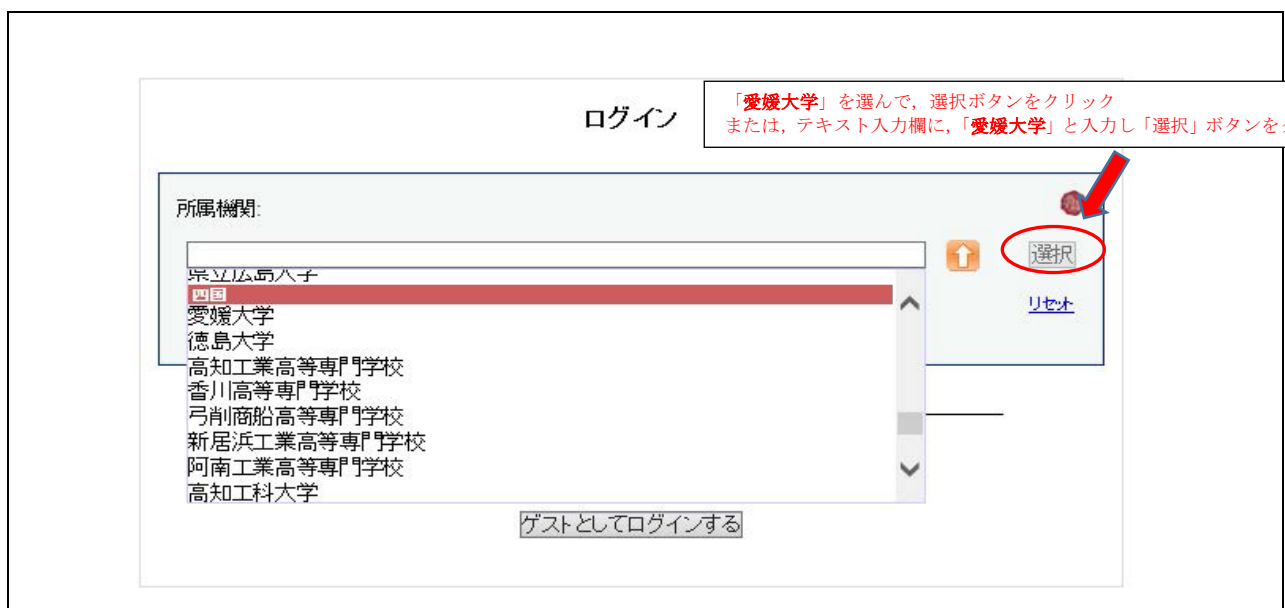 ログイン
「愛媛大学」を選んで，選択ボタンをクリック
または，テキスト入力欄に，「愛媛大学」と入力し「選択」ボタンを
所属機関:
選択
県立広島大学
四国
リセット
愛媛大学
徳島大学
高知工業高等専門学校
香川高等専門学校
弓削商船高等専門学校
新居浜工業高等専門学校
阿南工業高等専門学校
高知工科大学
ゲストとしてログインする